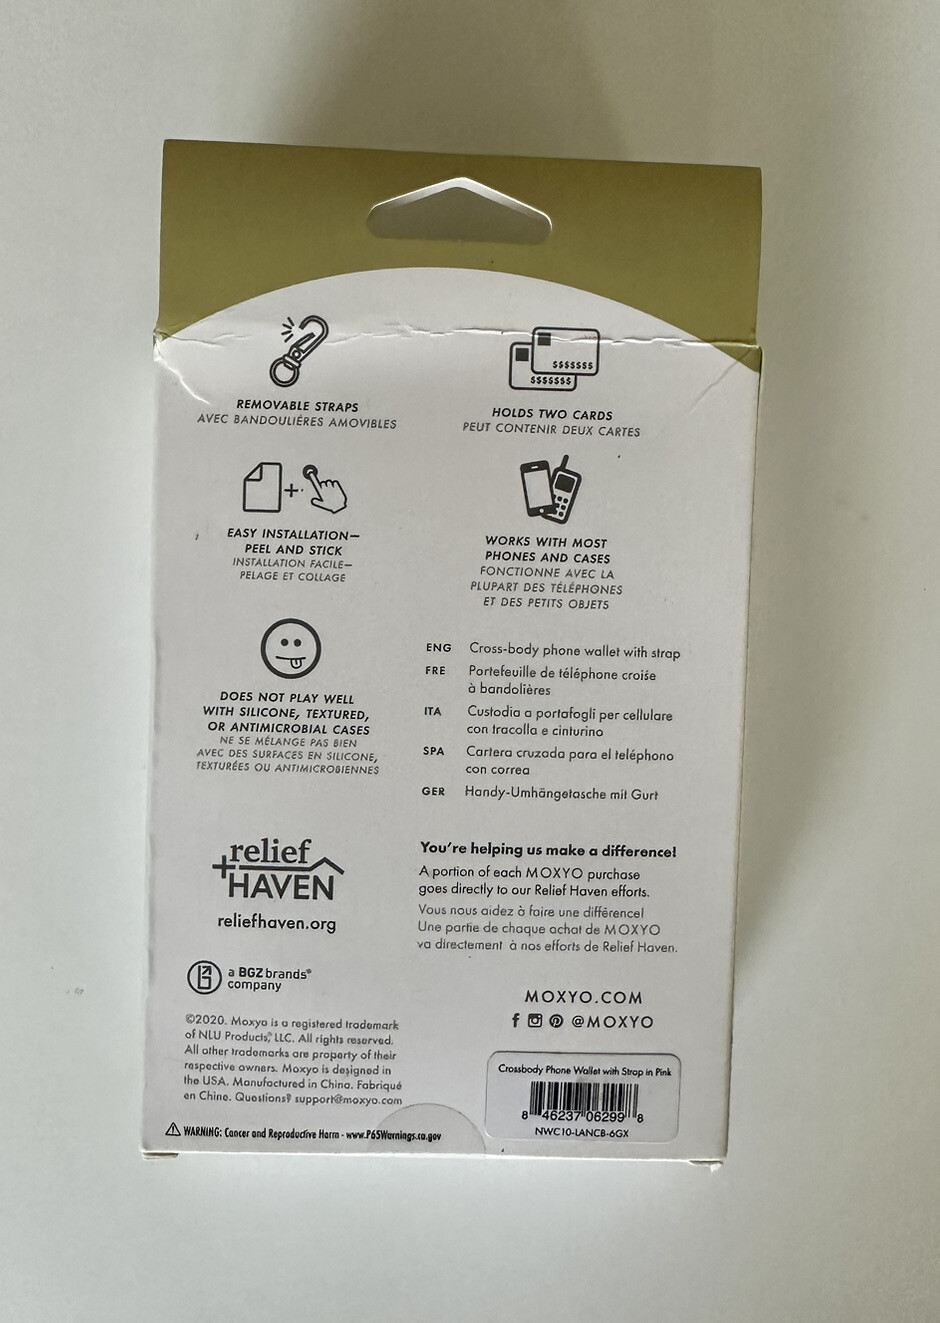 $$$$$$$
$$$$$$$
REMOVABLE STRAPS
AVEC BANDOULIÉRES AMOVIBLES
HOLDS TWO CARDS
PEUT CONTENIR DEUX CARTES
EASY INSTALLATION—
PEEL AND STICK
INSTALLATION FACILE—
PELAGE ET COLLAGE
WORKS WITH MOST
PHONES AND CASES
FONCTIONNE AVEC LA
PLUPART DES TÉLÉPHONES
ET DES PETITS OBJETS
DOES NOT PLAY WELL
WITH SILICONE, TEXTURED,
OR ANTIMICROBIAL CASES
NE SE MÉLANGE PAS BIEN
AVEC DES SURFACES EN SILICONE,
TEXTURÉES OU ANTIMICROBIENNES
ENG Cross-body phone wallet with strap
FRE Portefeuille de téléphone croisé
à bandolières
ITA Custodia a portafogli per cellulare
con tracolla e cinturino
SPA Cartera cruzada para el teléphono
con correa
GER Handy-Umhängetasche mit Gurt
relief
HAVEN
reliefhaven.org
You're helping us make a difference!
A portion of each MOXYO purchase
goes directly to our Relief Haven efforts.
Vous nous aidez à faire une différence!
Une partie de chaque achat de MOXYO
va directement à nos efforts de Relief Haven.
a BGZ brands®
company
MOXYO.COM
@MOXYO
©2020. Moxyo is a registered trademark
of NLU Products, LLC. All rights reserved.
All other trademarks are property of their
respective owners. Moxyo is designed in
the USA. Manufactured in China. Fabriqué
en Chine. Questions? support@moxyo.com
WARNING: Cancer and Reproductive Harm - www.P65Warnings.ca.gov
Crossbody Phone Wallet with Strap in Pink
8 46237 06299 8
NWC10-LANCB-6GX